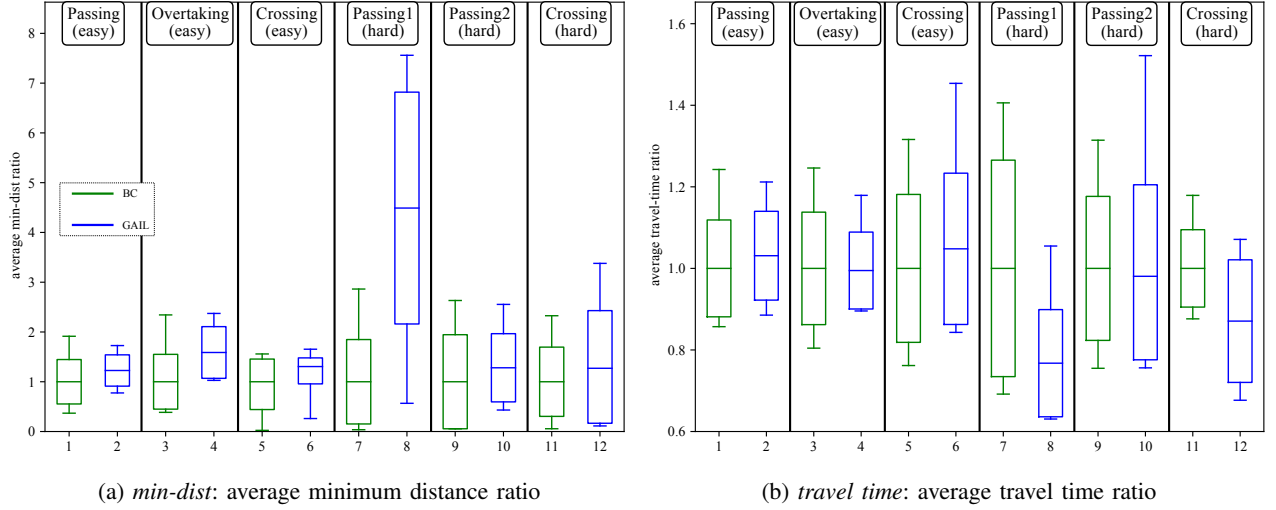 Passing
(easy)
Overtaking
(easy)
Crossing
(easy)
Passing1
(hard)
Passing2
(hard)
Crossing
(hard)
8
7
6
5
4
3
2
1
0
average min-dist ratio
BC
GAIL
1 2 3 4 5 6 7 8 9 10 11 12
(a) min-dist: average minimum distance ratio
Passing
(easy)
Overtaking
(easy)
Crossing
(easy)
Passing1
(hard)
Passing2
(hard)
Crossing
(hard)
1.6
1.4
1.2
1.0
0.8
0.6
average travel-time ratio
1 2 3 4 5 6 7 8 9 10 11 12
(b) travel time: average travel time ratio